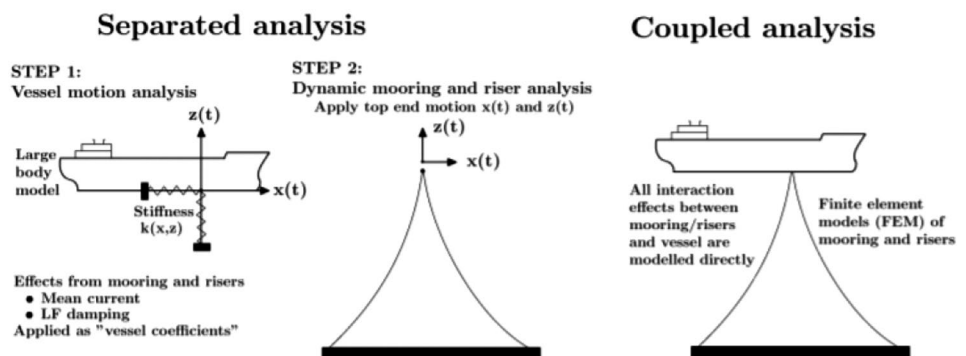 Separated analysis
STEP 1:
Vessel motion analysis
z(t)
Large
body
model
x(t)
Stiffness
k(x,z)
Effects from mooring and risers
• Mean current
• LF damping
Applied as "vessel coefficients"
STEP 2:
Dynamic mooring and riser analysis
Apply top end motion x(t) and z(t)
z(t)
x(t)
Coupled analysis
All interaction
effects between
mooring/risers
and vessel are
modelled directly
Finite element
models (FEM) of
mooring and risers